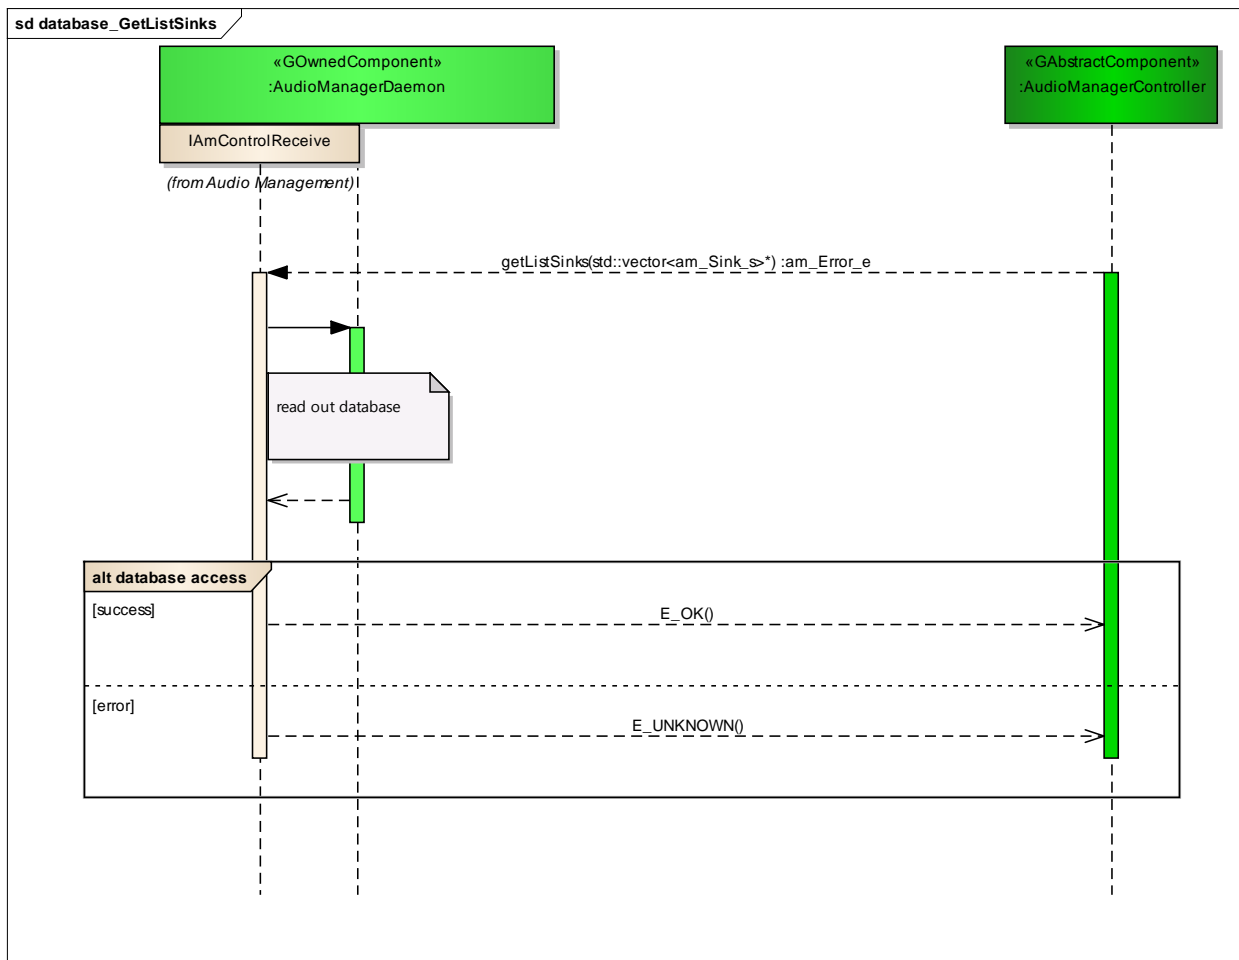 sd database_GetListSinks
«GOwnedComponent»
:AudioManagerDaemon
«GAbstractComponent»
:AudioManagerController
IAmControlReceive
(from Audio Management)
getListSinks(std::vector<am_Sink_s>*) :am_Error_e
read out database
alt database access
[success]
E_OK()
[error]
E_UNKNOWN()